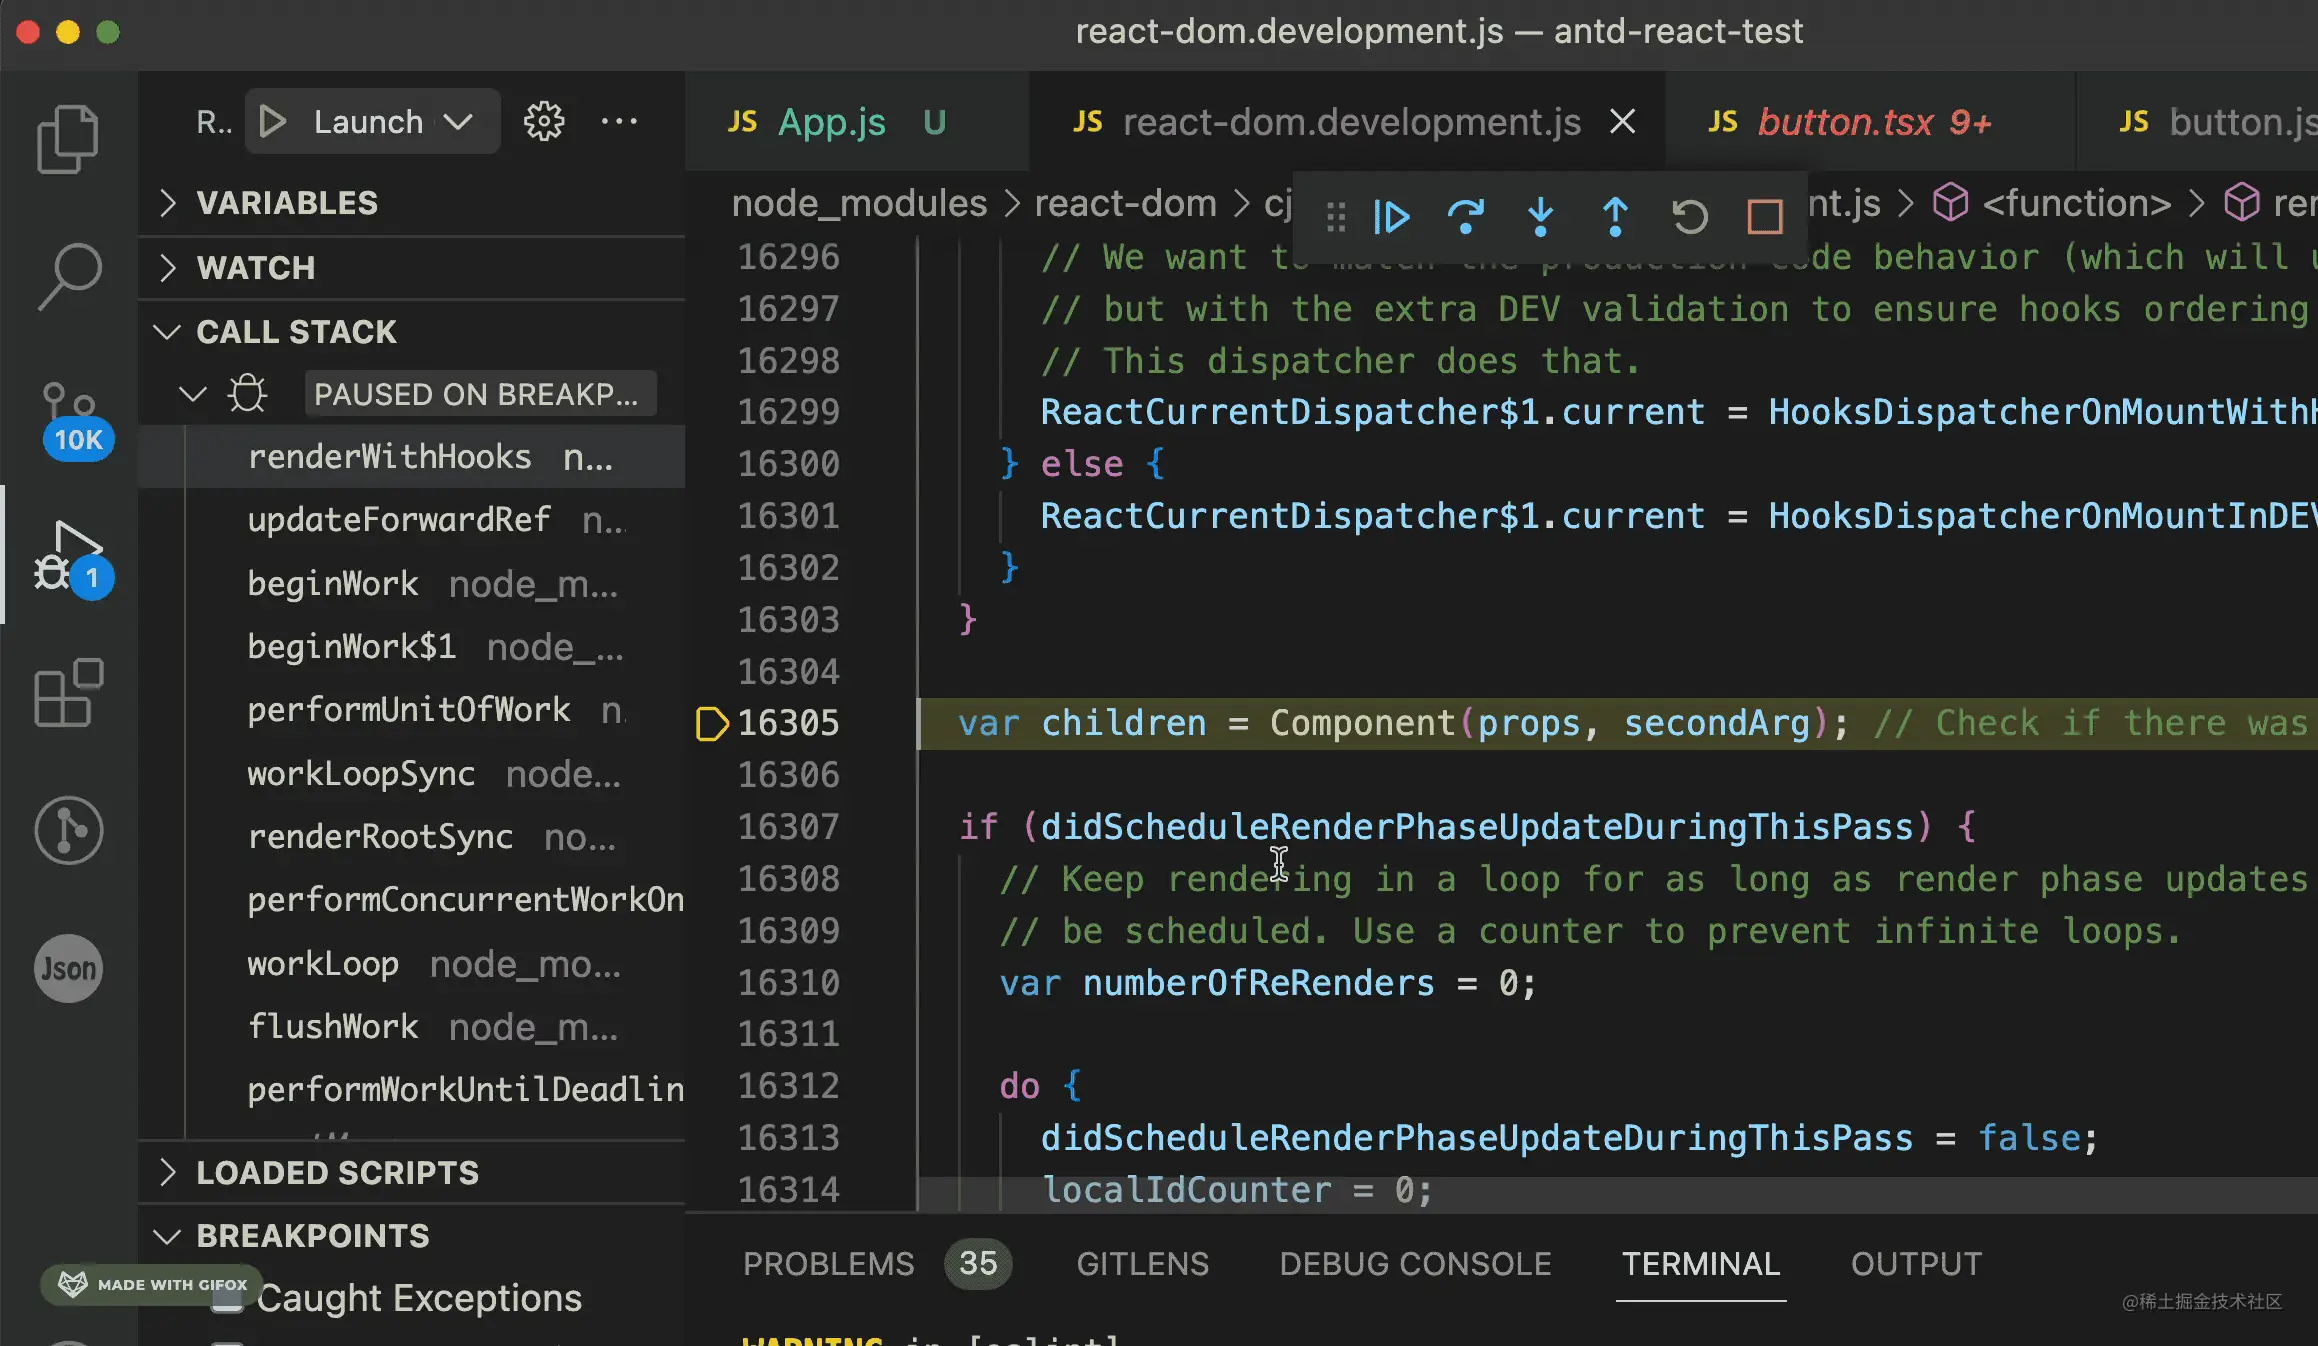 react-dom.development.js — antd-react-test
R.. Launch ...
JS App.js U
JS react-dom.development.js
JS button.tsx 9+
JS button.js
VARIABLES
WATCH
CALL STACK
PAUSED ON BREAKP...
renderWithHooks n...
updateForwardRef n...
beginWork node_m...
beginWork$1 node_...
performUnitOfWork n.
workLoopSync node...
renderRootSync no...
performConcurrentWorkOn
workLoop node_mo...
flushWork node_m...
performWorkUntilDeadlin
LOADED SCRIPTS
BREAKPOINTS
Caught Exceptions
10K
1
Json
MADE WITH GIFOX
node_modules > react-dom > cj nt.js > <function> > rer
16296 // We want to match the production code behavior (which will u
16297 // but with the extra DEV validation to ensure hooks ordering
16298 // This dispatcher does that.
16299 ReactCurrentDispatcher$1.current = HooksDispatcherOnMountWithH
16300 } else {
16301 ReactCurrentDispatcher$1.current = HooksDispatcherOnMountInDEV
16302 }
16303 }
16304
16305 var children = Component(props, secondArg); // Check if there was
16306
16307 if (didScheduleRenderPhaseUpdateDuringThisPass) {
16308 // Keep rendering in a loop for as long as render phase updates
16309 // be scheduled. Use a counter to prevent infinite loops.
16310 var numberOfReRenders = 0;
16311
16312 do {
16313 didScheduleRenderPhaseUpdateDuringThisPass = false;
16314 localIdCounter = 0;
PROBLEMS 35 GITLENS DEBUG CONSOLE TERMINAL OUTPUT
WARNING in [eslint]
@稀土掘金技术社区